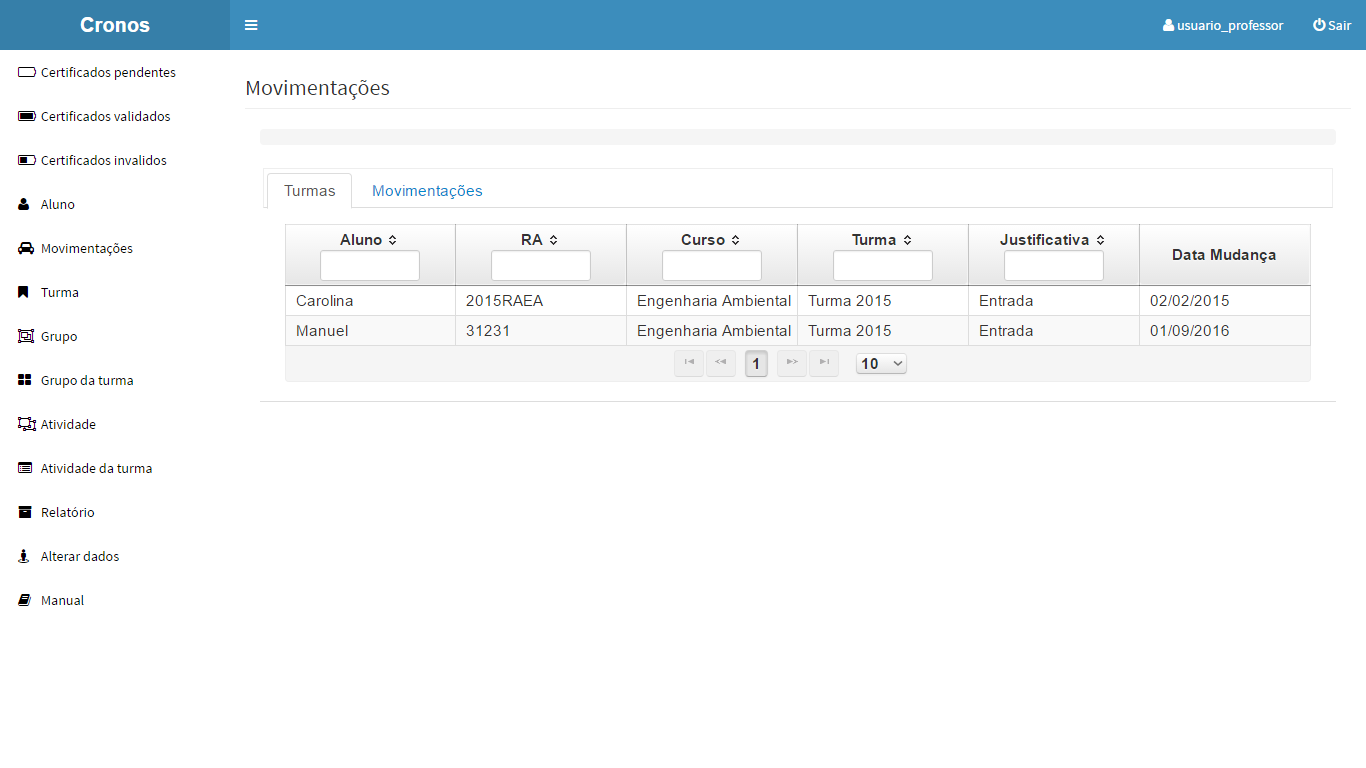 Cronos
usuario_professor Sair
Certificados pendentes
Certificados validados
Certificados invalidos
Aluno
Movimentações
Turma
Grupo
Grupo da turma
Atividade
Atividade da turma
Relatório
Alterar dados
Manual
Movimentações
Turmas Movimentações
Aluno RA Curso Turma Justificativa Data Mudança
Carolina 2015RAEA Engenharia Ambiental Turma 2015 Entrada 02/02/2015
Manuel 31231 Engenharia Ambiental Turma 2015 Entrada 01/09/2016
1 10